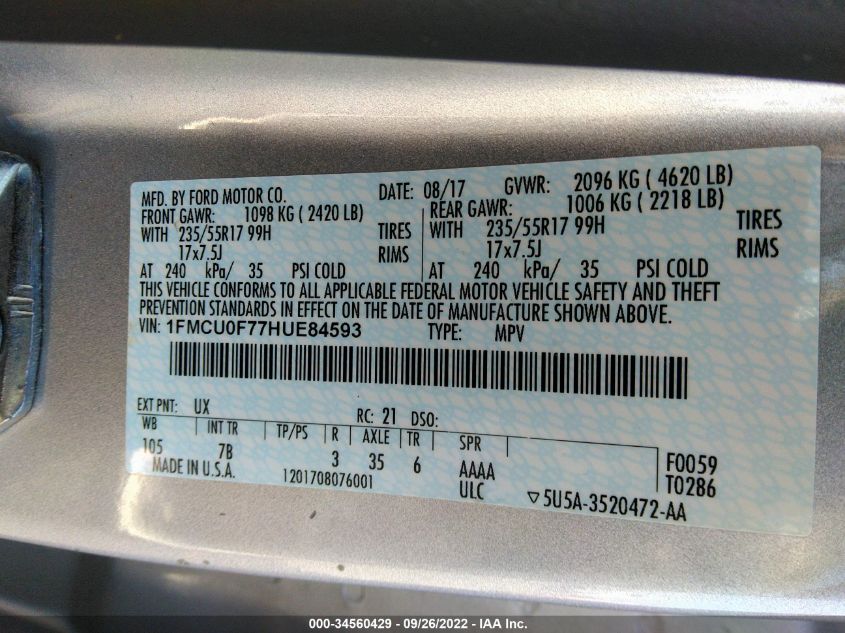 MFD. BY FORD MOTOR CO. DATE: 08/17 GVWR: 2096 KG ( 4620 LB)
FRONT GAWR: 1098 KG ( 2420 LB) REAR GAWR: 1006 KG ( 2218 LB)
WITH 235/55R17 99H TIRES WITH 235/55R17 99H TIRES
17x7.5J RIMS 17x7.5J RIMS
AT 240 kPa/ 35 PSI COLD AT 240 kPa/ 35 PSI COLD
THIS VEHICLE CONFORMS TO ALL APPLICABLE FEDERAL MOTOR VEHICLE SAFETY AND THEFT
PREVENTION STANDARDS IN EFFECT ON THE DATE OF MANUFACTURE SHOWN ABOVE.
VIN: 1FMCU0F77HUE84593 TYPE: MPV
EXT PNT: UX RC: 21 DSO:
WB INT TR TP/PS R AXLE TR SPR
105 7B 3 35 6 AAAA F0059
MADE IN U.S.A. 1201708076001 ULC T0286
▽5U5A-3520472-AA
000-34560429 - 09/26/2022 - IAA Inc.